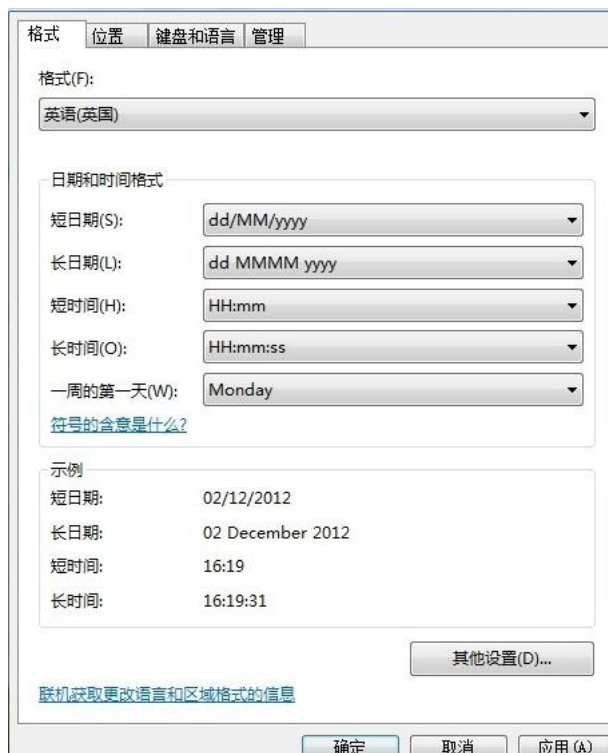 格式 位置 键盘和语言 管理
格式(F):
英语(英国)
日期和时间格式
短日期(S): dd/MM/yyyy
长日期(L): dd MMMM yyyy
短时间(H): HH:mm
长时间(O): HH:mm:ss
一周的第一天(W): Monday
符号的含意是什么?
示例
短日期: 02/12/2012
长日期: 02 December 2012
短时间: 16:19
长时间: 16:19:31
其他设置(D)...
联机获取更改语言和区域格式的信息
确定 取消 应用(A)